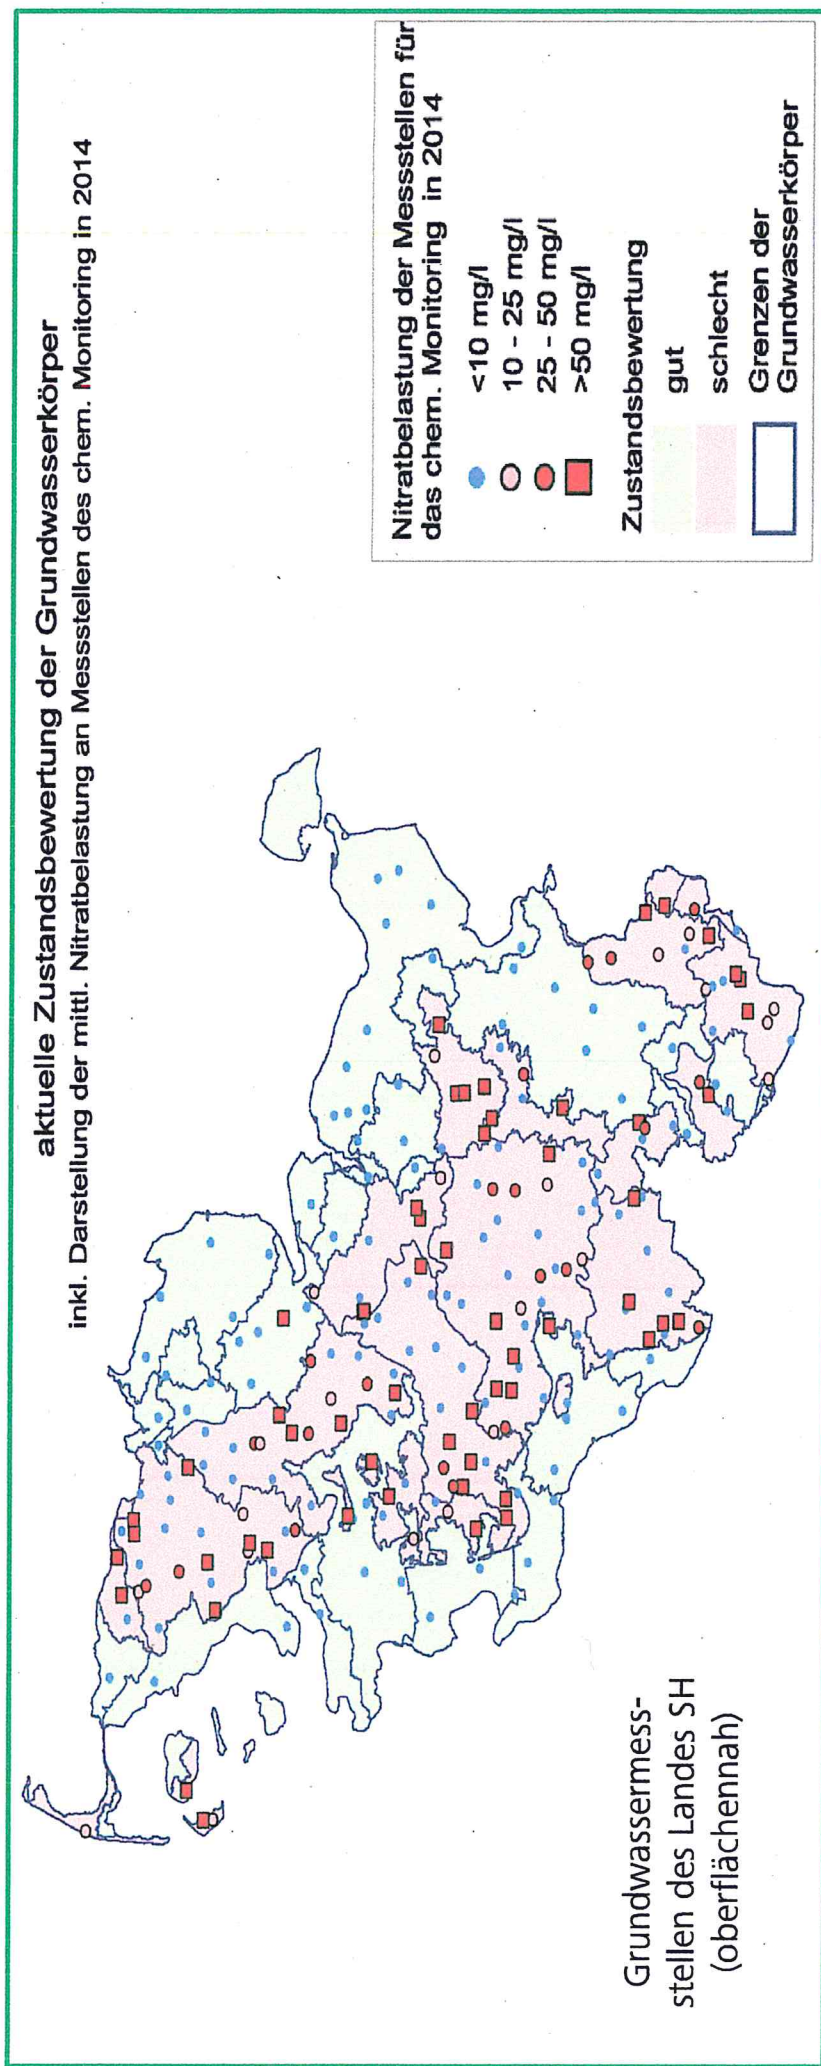 aktuelle Zustandsbewertung der Grundwasserkörper
inkl. Darstellung der mittl. Nitratbelastung an Messstellen des chem. Monitoring in 2014
Nitratbelastung der Messstellen für
das chem. Monitoring in 2014
<10 mg/l
10 - 25 mg/l
25 - 50 mg/l
>50 mg/l
Zustandsbewertung
gut
schlecht
Grenzen der
Grundwasserkörper
Grundwassermess-
stellen des Landes SH
(oberflächennah)